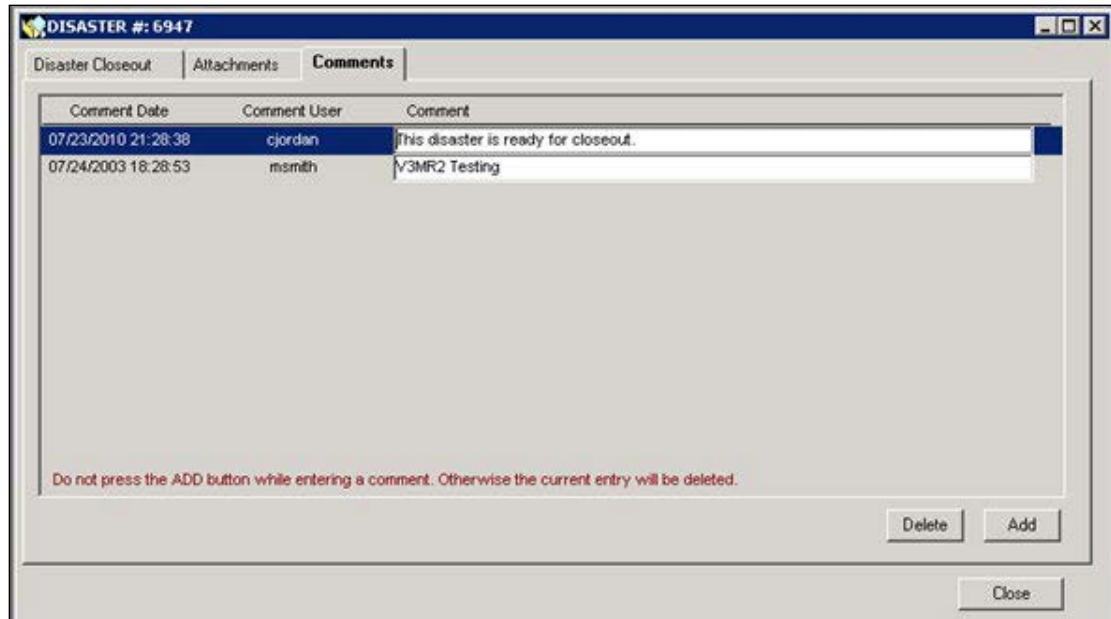 DISASTER #: 6947
Disaster Closeout Attachments Comments
Comment Date Comment User Comment
07/23/2010 21:28:38 cjordan This disaster is ready for closeout.
07/24/2003 18:28:53 msmith V3MR2 Testing
Do not press the ADD button while entering a comment. Otherwise the current entry will be deleted.
Delete Add
Close